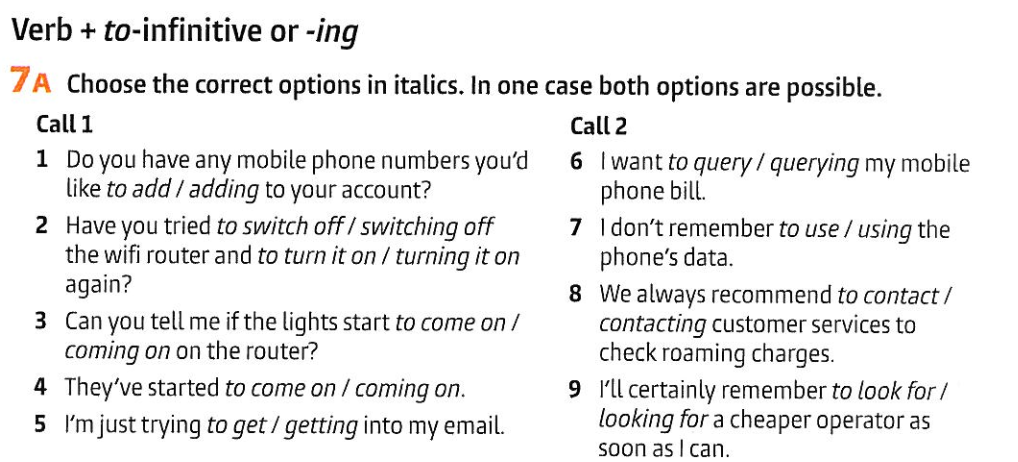 Verb + to-infinitive or -ing
7A Choose the correct options in italics. In one case both options are possible.
Call 1
1 Do you have any mobile phone numbers you'd
like to add / adding to your account?
2 Have you tried to switch off / switching off
the wifi router and to turn it on / turning it on
again?
3 Can you tell me if the lights start to come on /
coming on on the router?
4 They've started to come on / coming on.
5 I'm just trying to get / getting into my email.
Call 2
6 I want to query / querying my mobile
phone bill.
7 I don't remember to use / using the
phone's data.
8 We always recommend to contact /
contacting customer services to
check roaming charges.
9 I'll certainly remember to look for /
looking for a cheaper operator as
soon as I can.